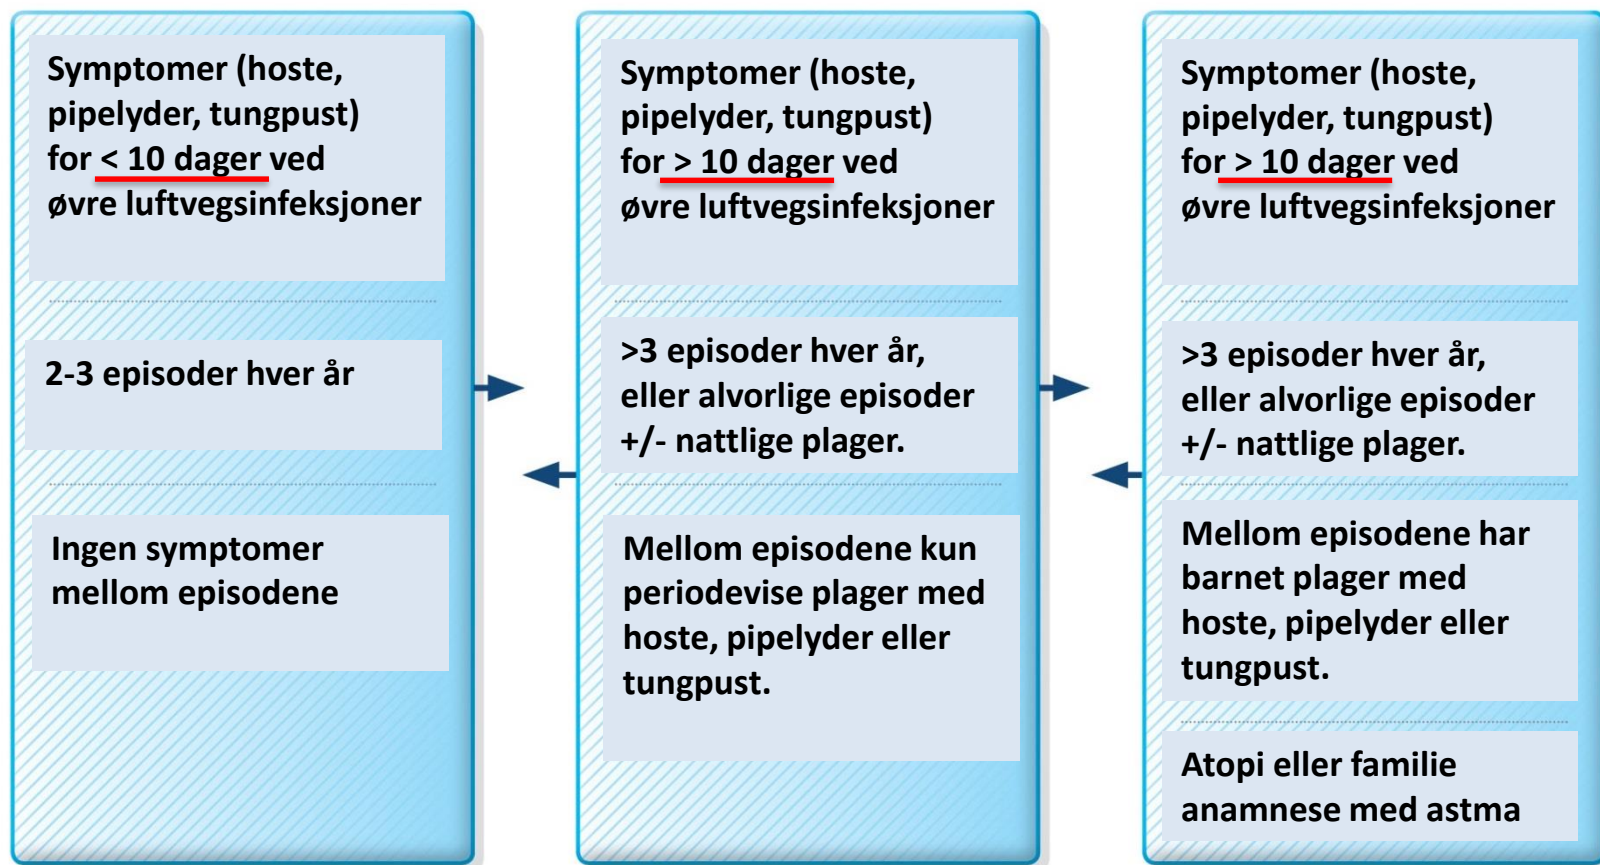 Symptomer (hoste,
pipelyder, tungpust)
for < 10 dager ved
øvre luftvegsinfeksjoner
2-3 episoder hver år
Ingen symptomer
mellom episodene
Symptomer (hoste,
pipelyder, tungpust)
for > 10 dager ved
øvre luftvegsinfeksjoner
>3 episoder hver år,
eller alvorlige episoder
+/- nattlige plager.
Mellom episodene kun
periodevise plager med
hoste, pipelyder eller
tungpust.
Symptomer (hoste,
pipelyder, tungpust)
for > 10 dager ved
øvre luftvegsinfeksjoner
>3 episoder hver år,
eller alvorlige episoder
+/- nattlige plager.
Mellom episodene har
barnet plager med
hoste, pipelyder eller
tungpust.
Atopi eller familie
anamnese med astma